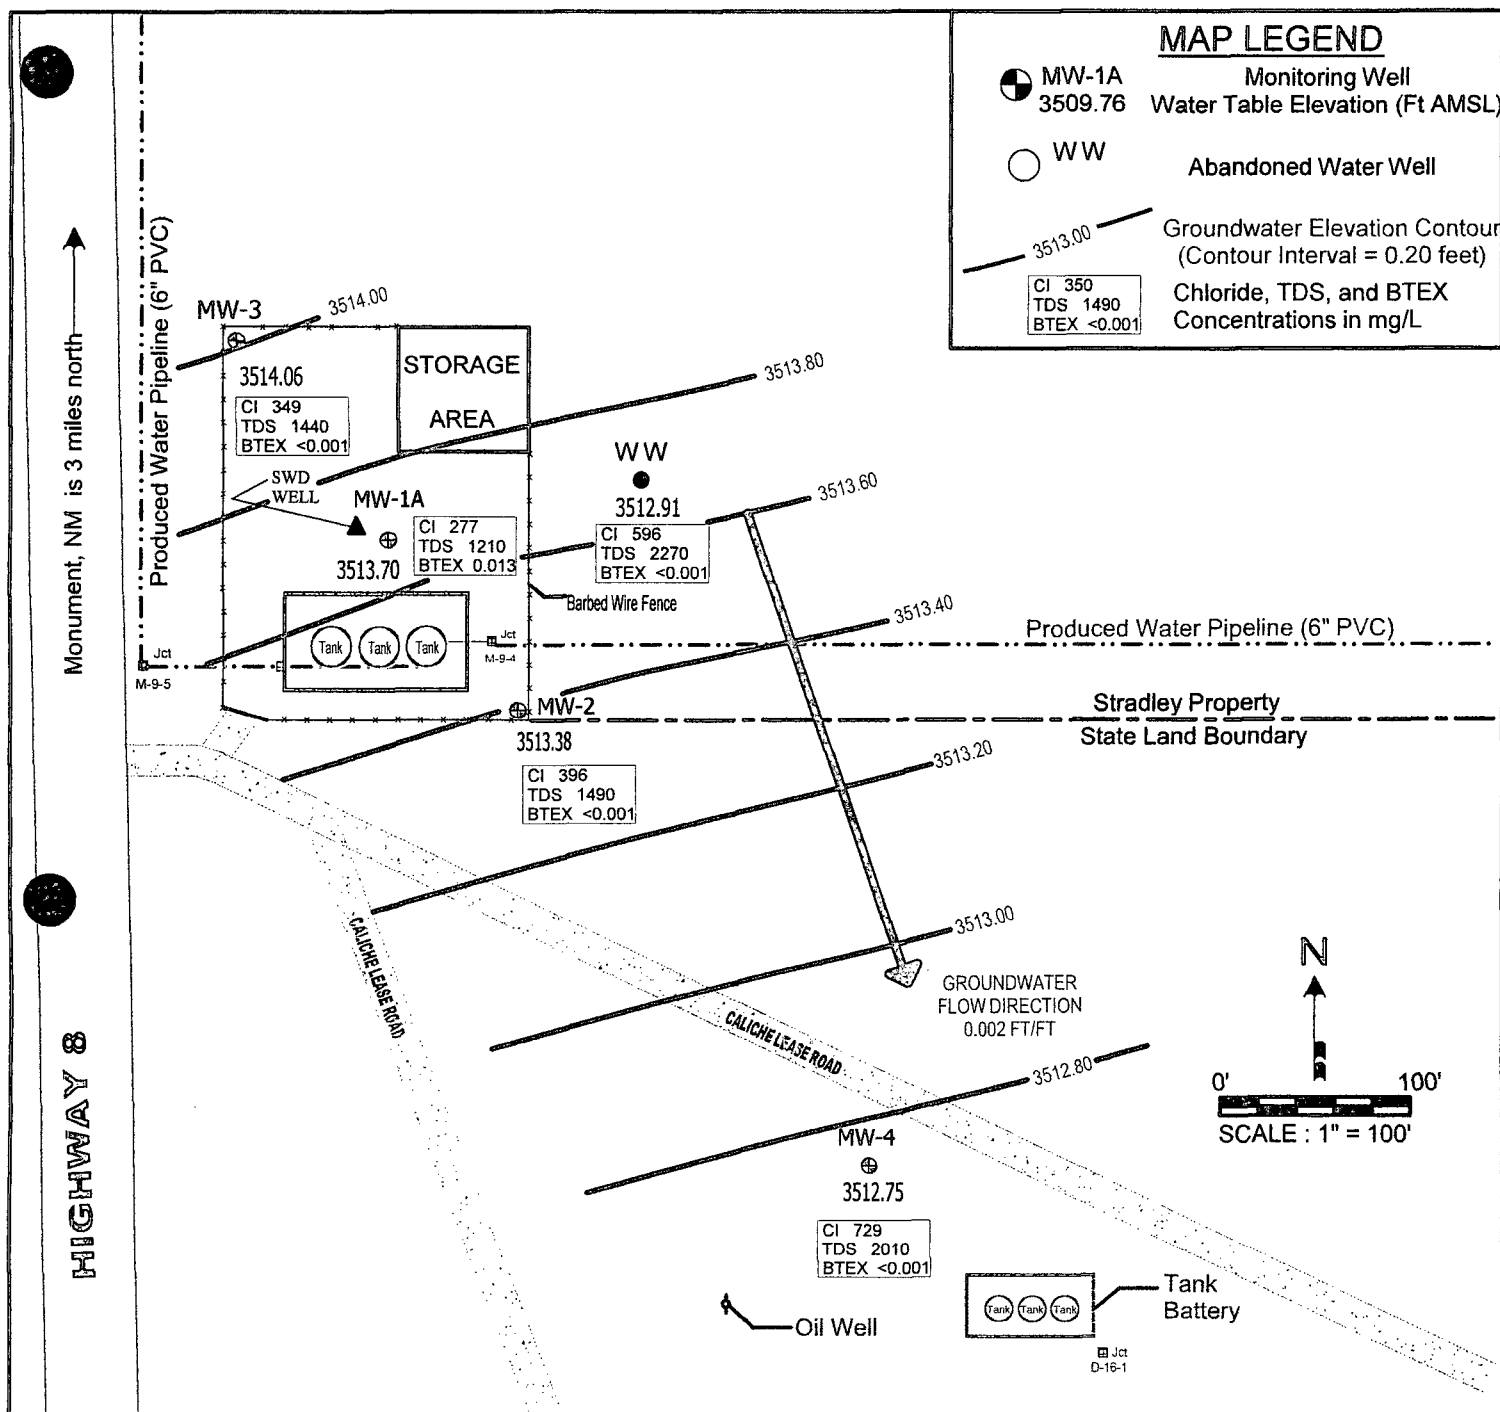 MAP LEGEND
MW-1A
3509.76
Monitoring Well
Water Table Elevation (Ft AMSL)
WW
Abandoned Water Well
3513.00
Groundwater Elevation Contour
(Contour Interval = 0.20 feet)
Cl 350
TDS 1490
BTEX <0.001
Chloride, TDS, and BTEX
Concentrations in mg/L
Monument, NM is 3 miles north
Produced Water Pipeline (6" PVC)
MW-3
3514.00
3514.06
Cl 349
TDS 1440
BTEX <0.001
STORAGE
AREA
3513.80
SWD
WELL
MW-1A
3513.70
Cl 277
TDS 1210
BTEX 0.013
WW
3512.91
Cl 596
TDS 2270
BTEX <0.001
3513.60
Barbed Wire Fence
3513.40
Tank
Tank
Tank
Jct
M-9-4
Jct
M-9-5
Produced Water Pipeline (6" PVC)
MW-2
3513.38
Cl 396
TDS 1490
BTEX <0.001
Stradley Property
State Land Boundary
3513.20
3513.00
GROUNDWATER
FLOW DIRECTION
0.002 FT/FT
CALICHE LEASE ROAD
CALICHE LEASE ROAD
3512.80
HIGHWAY 8
N
0' 100'
SCALE : 1" = 100'
MW-4
3512.75
Cl 729
TDS 2010
BTEX <0.001
Oil Well
Tank
Tank
Tank
Tank
Battery
Jct
D-16-1